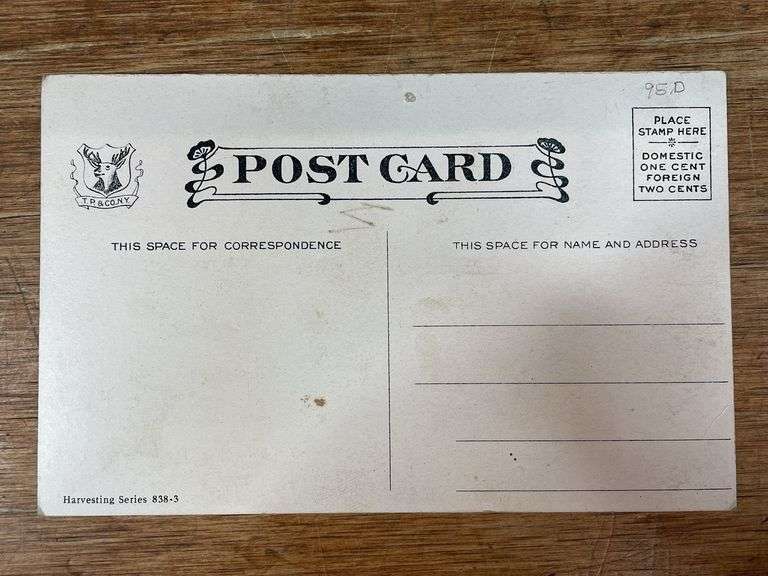 95D
PLACE
STAMP HERE
DOMESTIC
ONE CENT
FOREIGN
TWO CENTS
T.P.&CO.N.Y.
POST CARD
THIS SPACE FOR CORRESPONDENCE
THIS SPACE FOR NAME AND ADDRESS
Harvesting Series 838-3